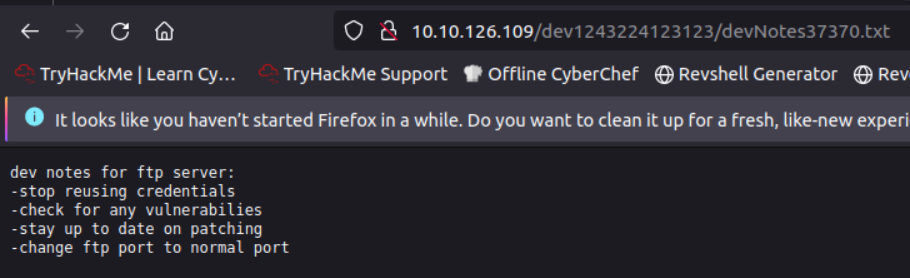 10.10.126.109/dev1243224123123/devNotes37370.txt
TryHackMe | Learn Cy... TryHackMe Support Offline CyberChef Revshell Generator Rev
It looks like you haven't started Firefox in a while. Do you want to clean it up for a fresh, like-new experi
dev notes for ftp server:
-stop reusing credentials
-check for any vulnerabilies
-stay up to date on patching
-change ftp port to normal port